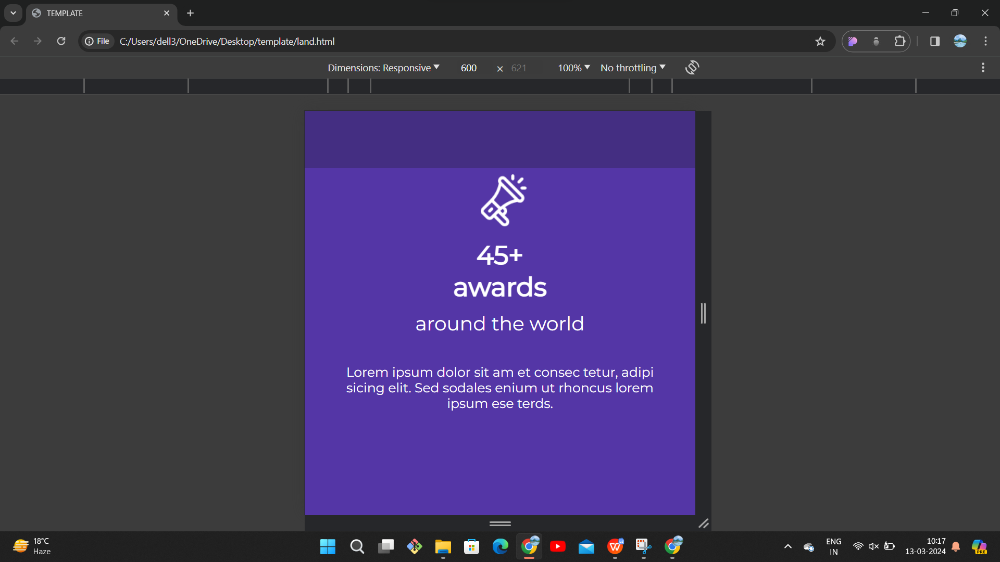 TEMPLATE
File C:/Users/dell3/OneDrive/Desktop/template/land.html
Dimensions: Responsive 600 × 621 100% No throttling
45+
awards
around the world
Lorem ipsum dolor sit am et consec tetur, adipi
sicing elit. Sed sodales enium ut rhoncus lorem
ipsum ese terds.
18°C
Haze
W
W
ENG
IN
10:17
13-03-2024
PRE